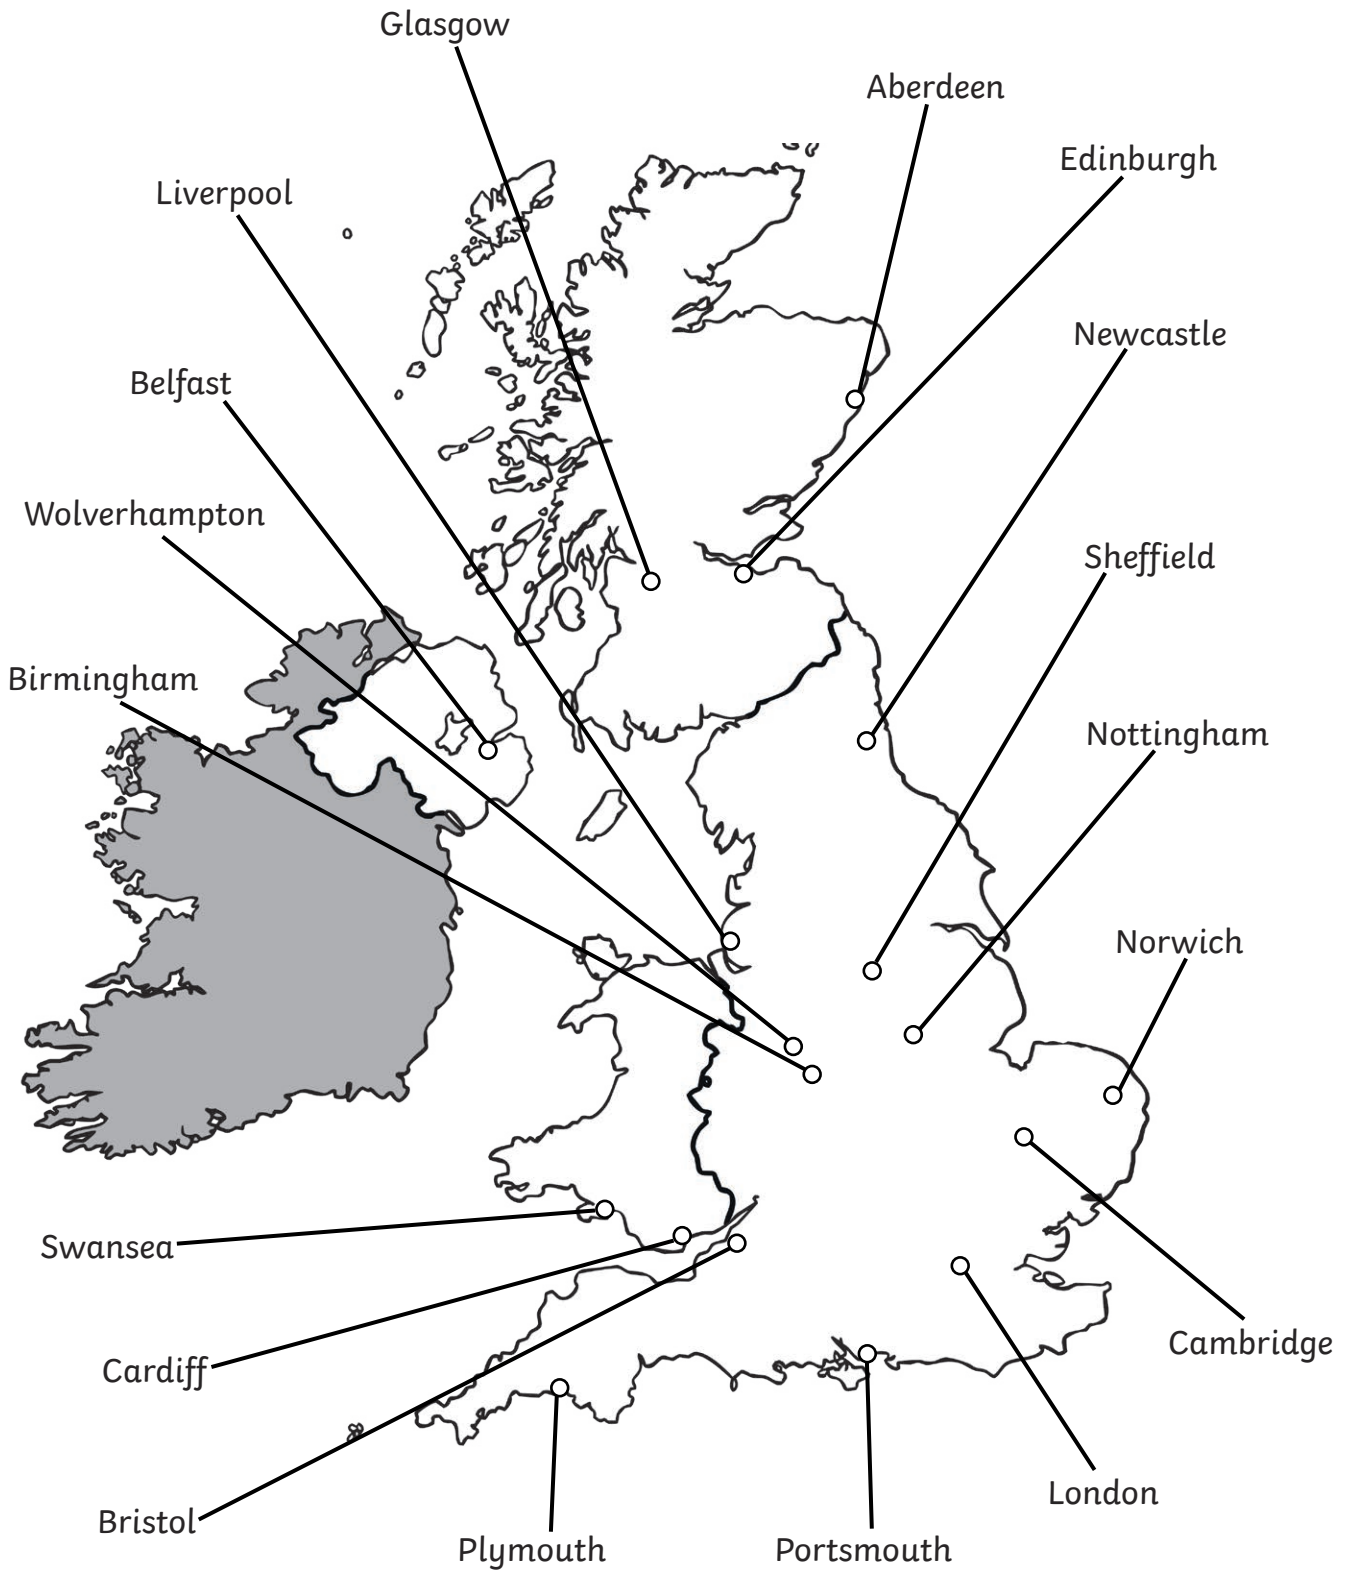 Glasgow
Aberdeen
Edinburgh
Liverpool
Newcastle
Belfast
Wolverhampton
Sheffield
Birmingham
Nottingham
Norwich
Swansea
Cambridge
Cardiff
London
Bristol
Plymouth
Portsmouth